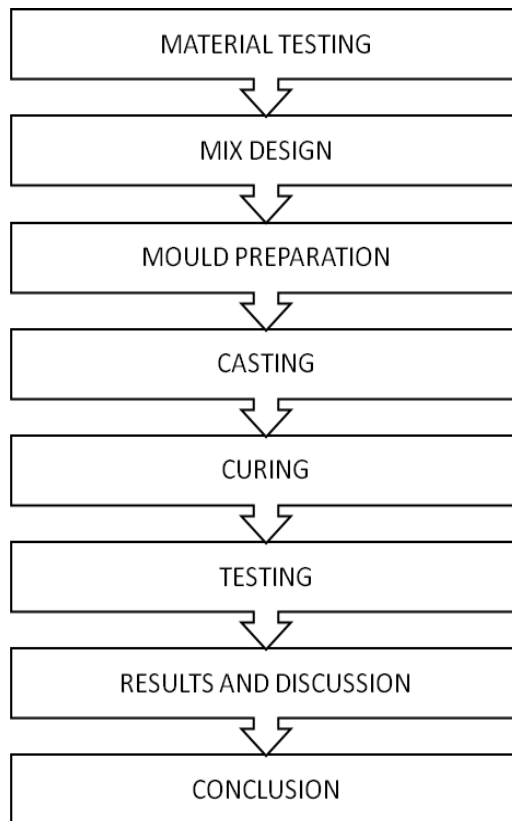 MATERIAL TESTING
MIX DESIGN
MOULD PREPARATION
CASTING
CURING
TESTING
RESULTS AND DISCUSSION
CONCLUSION